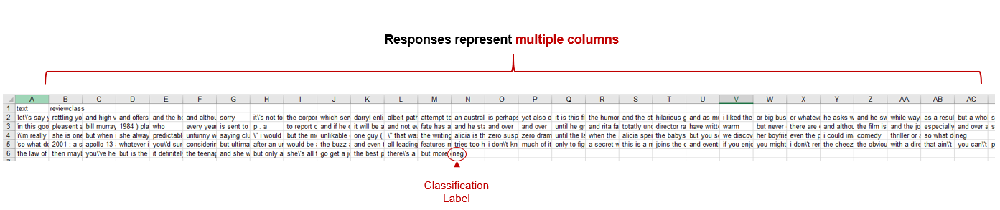 Responses represent multiple columns
A B C D E F G H I J K L M N O P Q R S T U V W X Y Z AA AB AC
1 text reviewclass
2 'let\'s say y rattling yo and high w and offers and the ho and althou sorry it\'s not fo the corpor which serv darryl enli albeit path attempt to an austral is perhaps yet also o it is this fi the humor and the st hilarious g and as mu i liked the or big bus or whateve he asks w and he sw while way as a resul but a who s
3 'in this goo pleasent a bill murray 1984 ) pla who every year is sent to p . a to report o and if he c it will be a and not ev fate has a and he sta and over and over until he gr and rita fa totatly und director ra have writte warm but never there are and althou the film is and the jo especially and over a s
4 'i\'m really she is one but when she alway predictable unfunny w saying clu \" i would but the m unlikable one guy ( \" that was the writing alicia is th zero susp zero dram until the la when the alicia spen the babys but you se we discov her boyfrie even the p i could im comedy thriller or a so what do neg
5 'so what do 2001 : a s apollo 13 whatever i you\'d sur considerin but ultima after an ur would be a the buzz a and even t all leading features m tries too h i don\'t kn much of it only to fig a secret w this is a m joins the c and eventu if you enjo you might i don\'t rer the cheez the obviou with a dire that ain\'t you can\'t p
6 'the law of then mayb you\'ve he but is the it definitely the teenag and she w but only a she\'s all t go get a jo the best p there\'s a but more neg
Classification
Label